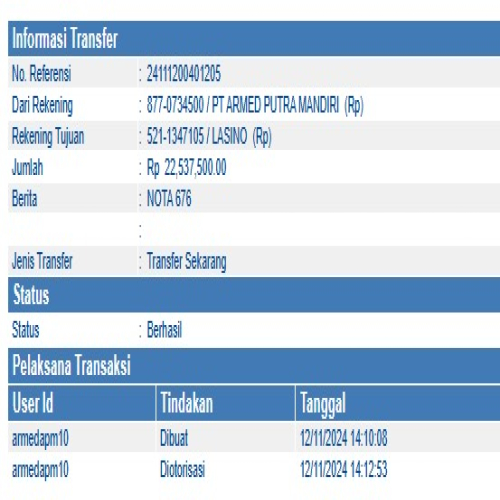 Informasi Transfer
No. Referensi : 24111200401205
Dari Rekening : 877-0734500 / PT ARMED PUTRA MANDIRI (Rp)
Rekening Tujuan : 521-1347105 / LASINO (Rp)
Jumlah : Rp 22,537,500.00
Berita : NOTA 676
:
Jenis Transfer : Transfer Sekarang
Status
Status : Berhasil
Pelaksana Transaksi
User Id Tindakan Tanggal
armedapm10 Dibuat 12/11/2024 14:10:08
armedapm10 Diotorisasi 12/11/2024 14:12:53